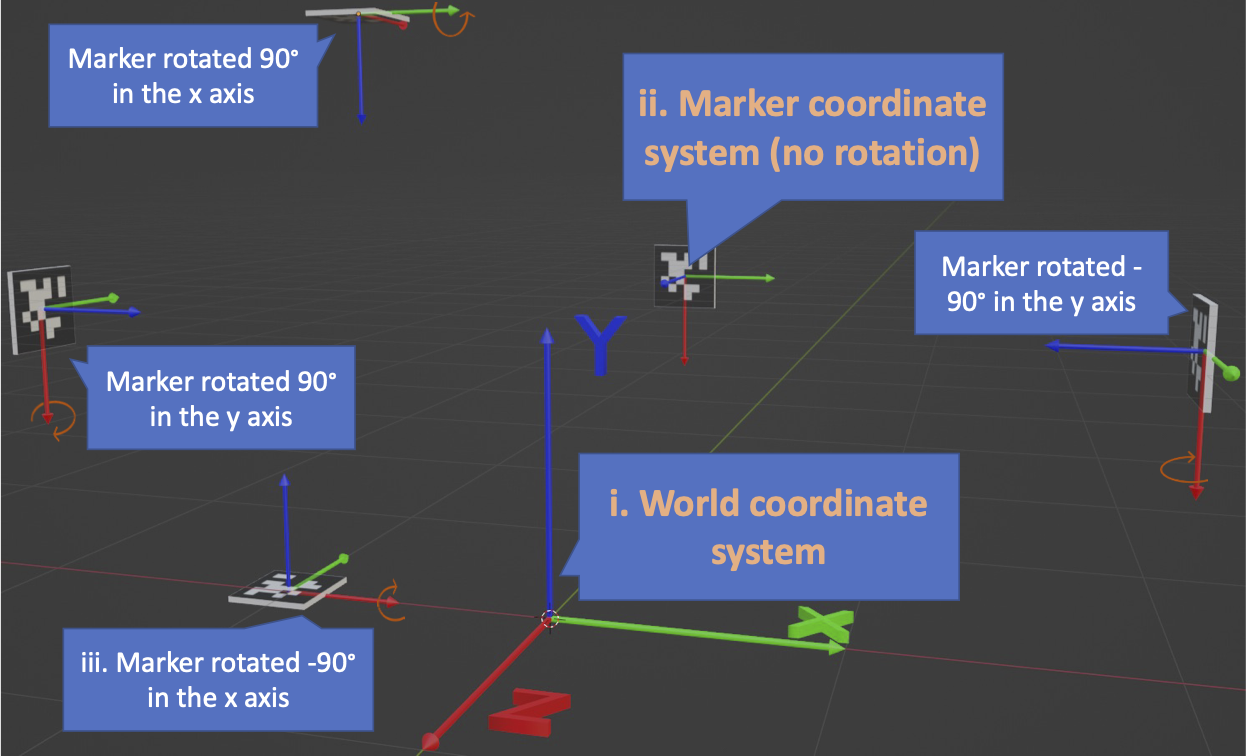 Marker rotated 90°
in the x axis
ii. Marker coordinate
system (no rotation)
Marker rotated -
90° in the y axis
Marker rotated 90°
in the y axis
Y
i. World coordinate
system
X
iii. Marker rotated -90°
in the x axis
Z